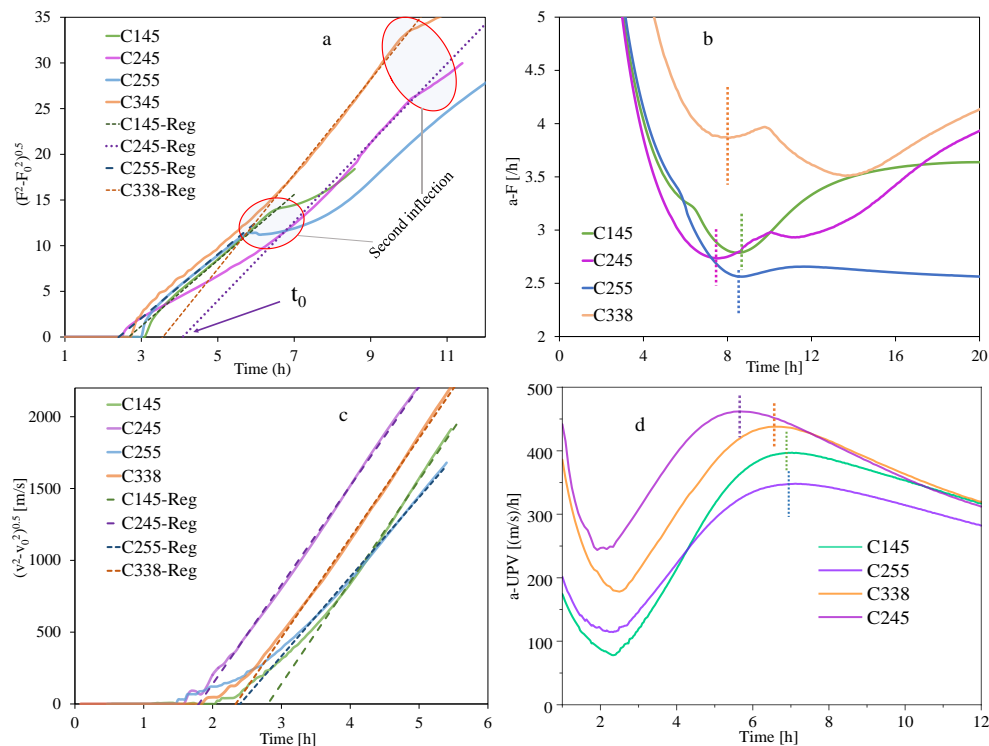 a
(F²-F₀²)^0.5
35
30
25
20
15
10
5
0
1
3
5
7
9
11
Time (h)
C145
C245
C255
C345
C145-Reg
C245-Reg
C255-Reg
C338-Reg
Second inflection
t₀
b
a-F [/h]
5
4.5
4
3.5
3
2.5
2
0
4
8
12
16
20
Time [h]
C145
C245
C255
C338
c
(v²-v₀²)^0.5 [m/s]
2000
1500
1000
500
0
0
1
2
3
4
5
6
Time [h]
C145
C245
C255
C338
C145-Reg
C245-Reg
C255-Reg
C338-Reg
d
a-UPV [(m/s)/h]
500
400
300
200
100
0
2
4
6
8
10
12
Time [h]
C145
C255
C338
C245